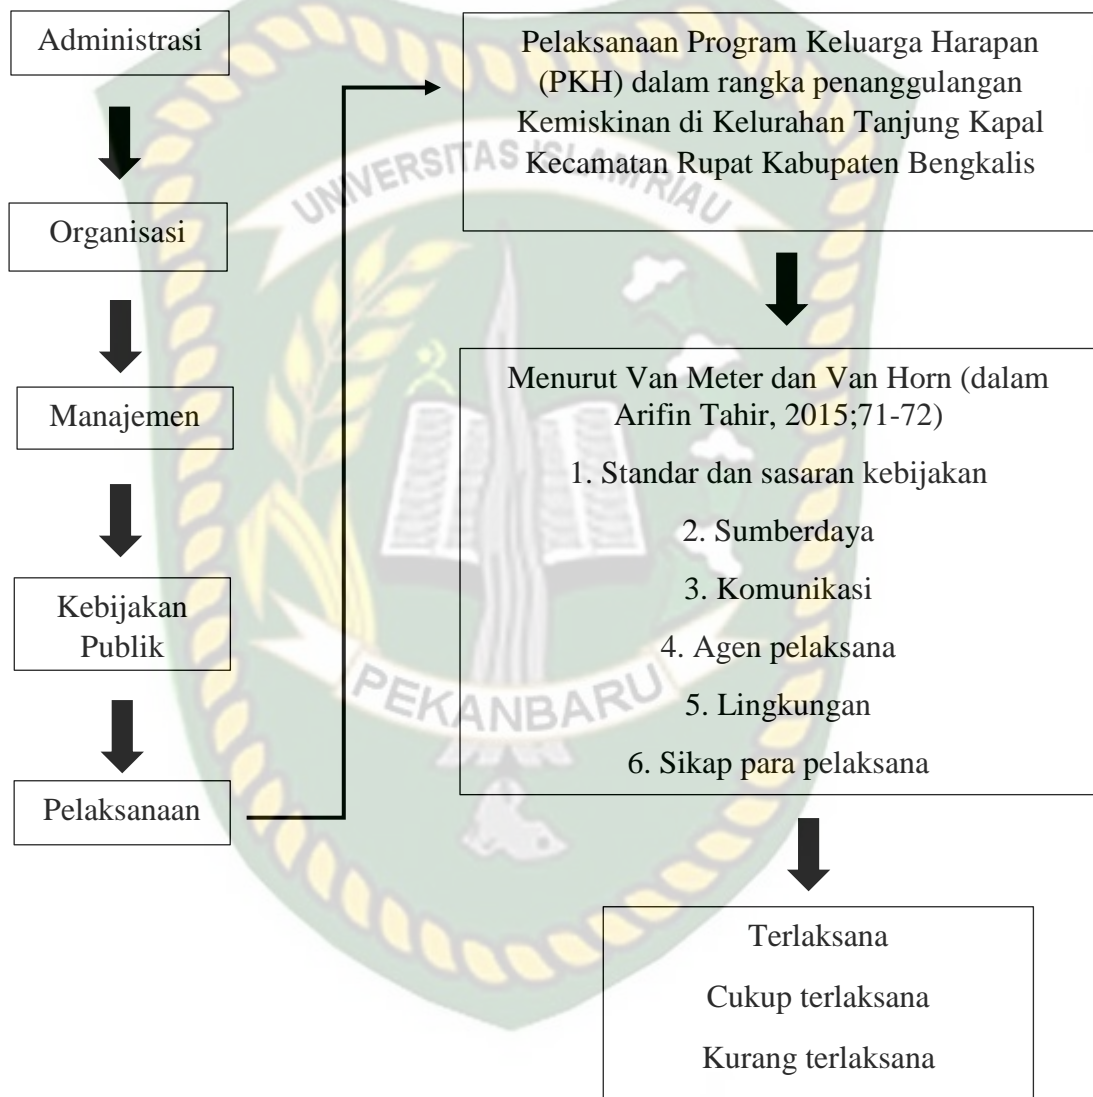 Administrasi
Organisasi
Manajemen
Kebijakan
Publik
Pelaksanaan
Pelaksanaan Program Keluarga Harapan
(PKH) dalam rangka penanggulangan
Kemiskinan di Kelurahan Tanjung Kapal
Kecamatan Rupat Kabupaten Bengkalis
Menurut Van Meter dan Van Horn (dalam
Arifin Tahir, 2015;71-72)
1. Standar dan sasaran kebijakan
2. Sumberdaya
3. Komunikasi
4. Agen pelaksana
5. Lingkungan
6. Sikap para pelaksana
Terlaksana
Cukup terlaksana
Kurang terlaksana
UNIVERSITAS ISLAM RIAU
PEKANBARU